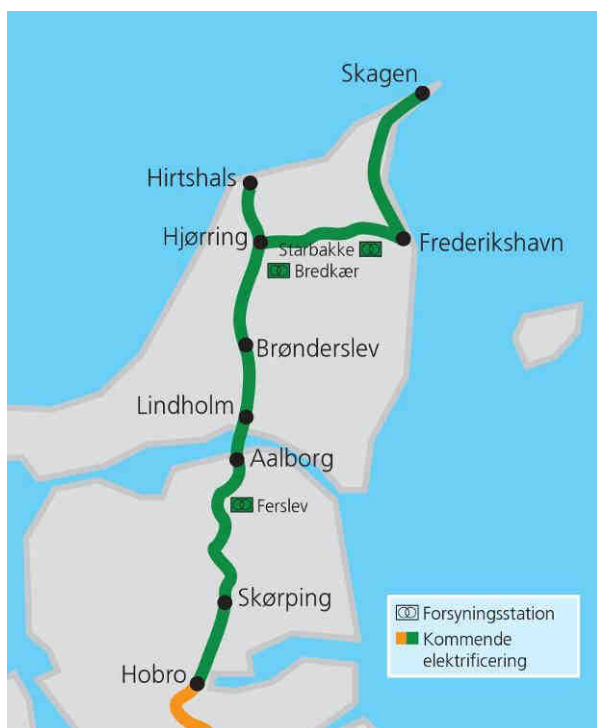 Skagen
Hirtshals
Hjørring
Frederikshavn
Starbakke
Bredkær
Brønderslev
Lindholm
Aalborg
Ferslev
Skørping
Forsyningsstation
Kommende
elektrificering
Hobro